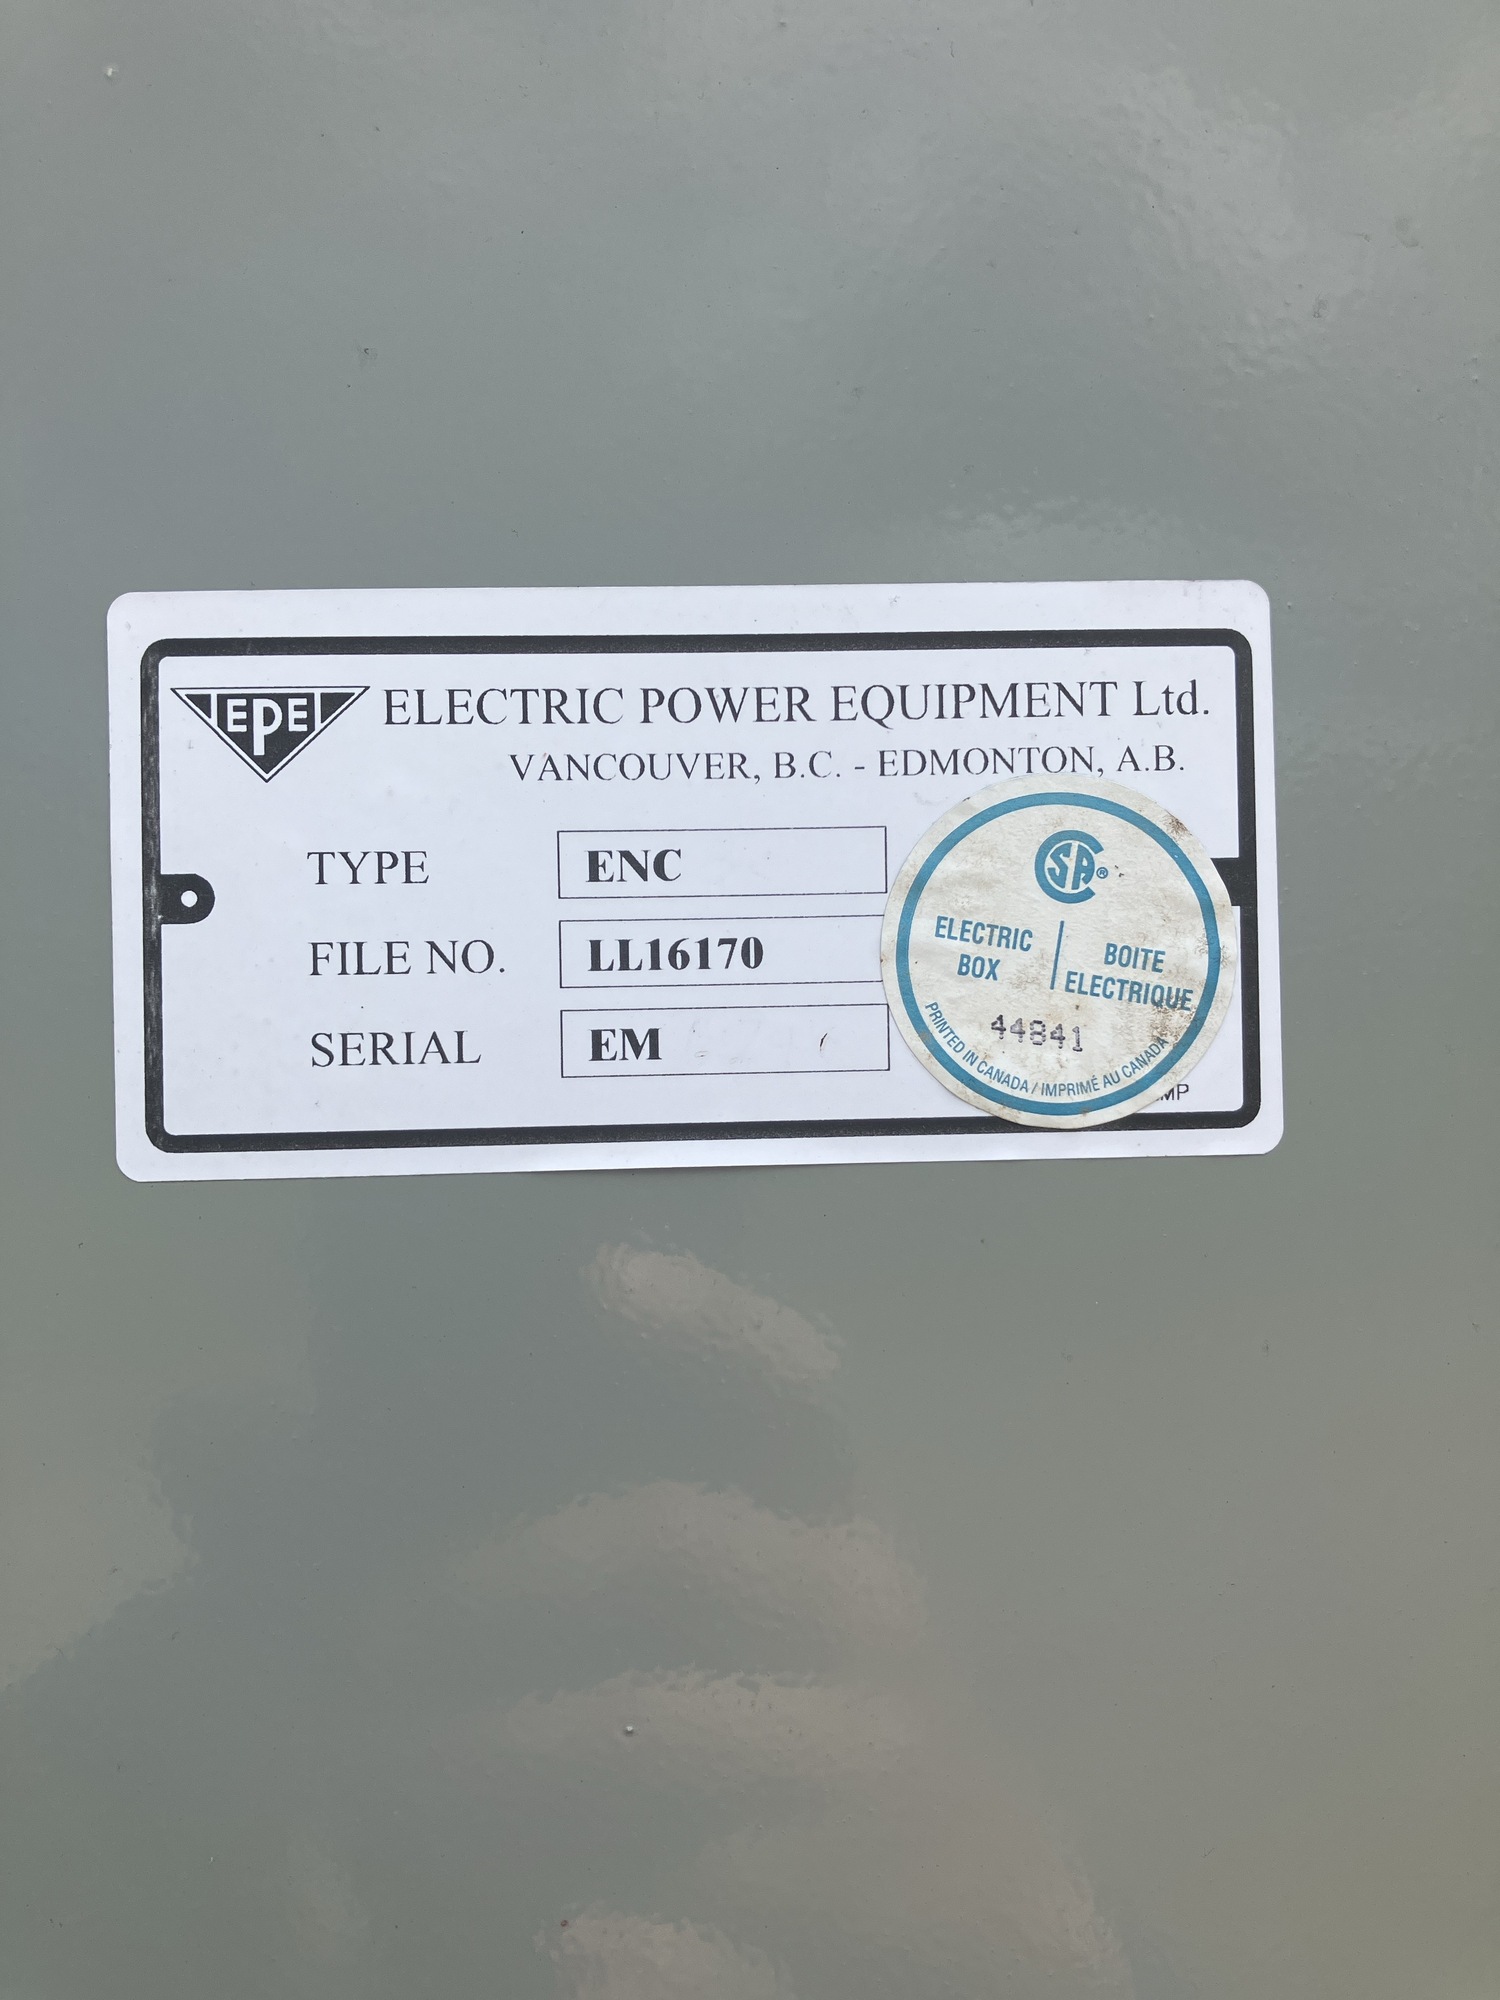 EPE
ELECTRIC POWER EQUIPMENT Ltd.
VANCOUVER, B.C. - EDMONTON, A.B.
TYPE ENC
FILE NO. LL16170
SERIAL EM
CSA®
ELECTRIC BOX
BOITE ELECTRIQUE
44841
PRINTED IN CANADA / IMPRIMÉ AU CANADA